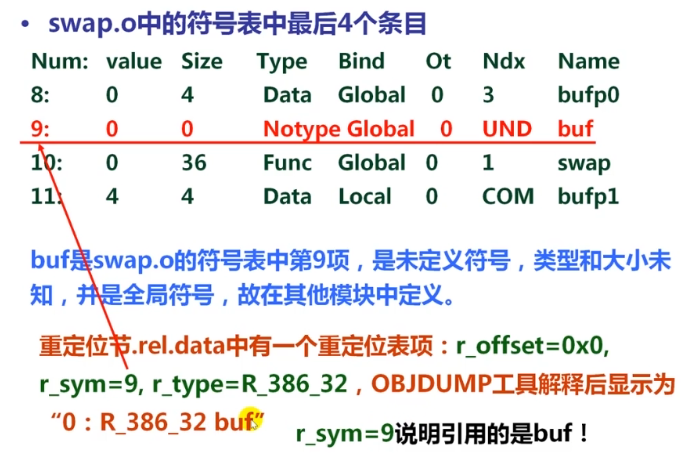 • swap.o中的符号表中最后4个条目
Num: value Size Type Bind Ot Ndx Name
8: 0 4 Data Global 0 3 bufp0
9: 0 0 Notype Global 0 UND buf
10: 0 36 Func Global 0 1 swap
11: 4 4 Data Local 0 COM bufp1
buf是swap.o的符号表中第9项，是未定义符号，类型和大小未
知，并是全局符号，故在其他模块中定义。
重定位节.rel.data中有一个重定位表项：r_offset=0x0,
r_sym=9, r_type=R_386_32，OBJDUMP工具解释后显示为
“0：R_386_32 buf”
r_sym=9说明引用的是buf！